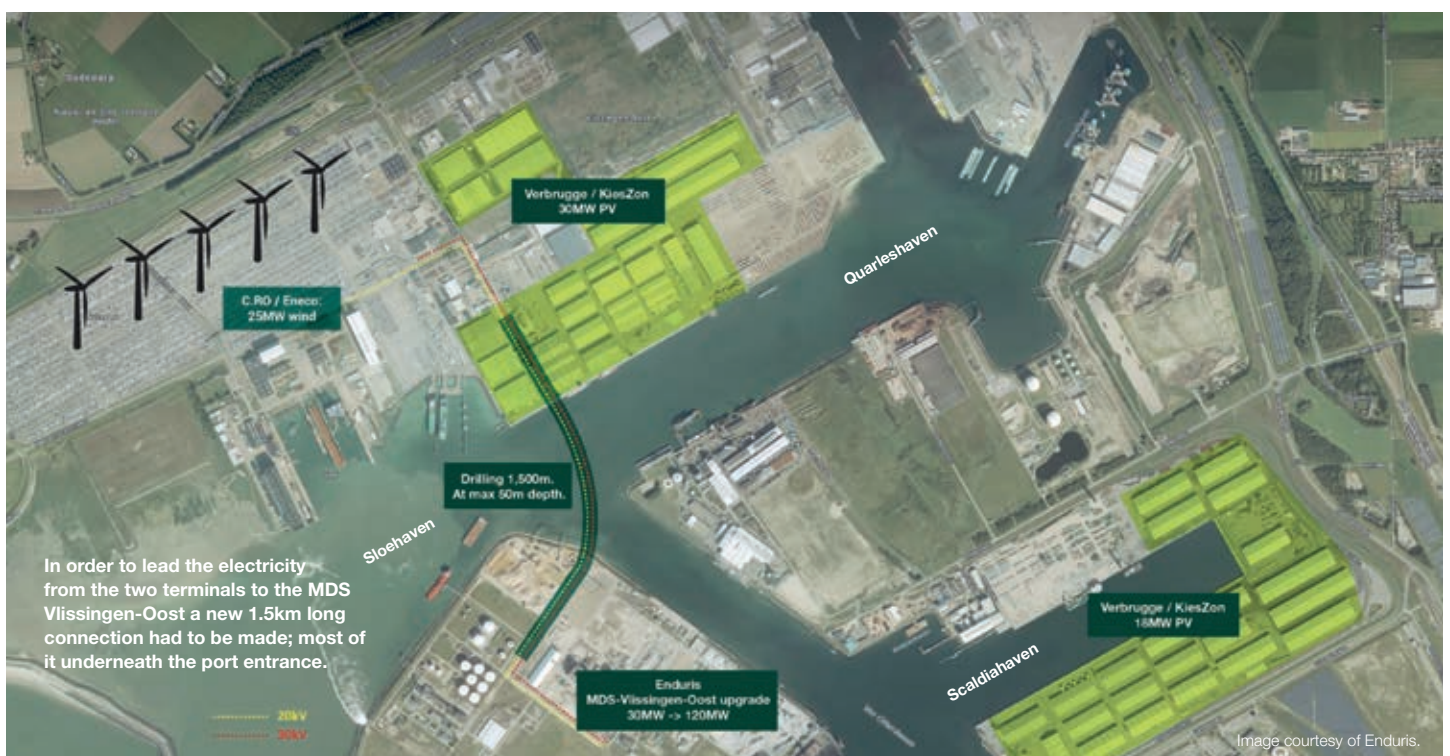 Verbrugge / KiesZon
30MW PV
Quarleshaven
C.RO / Eneco:
25MW wind
Drilling 1,500m.
At max 50m depth.
Sloehaven
In order to lead the electricity
from the two terminals to the MDS
Vlissingen-Oost a new 1.5km long
connection had to be made; most of
it underneath the port entrance.
Verbrugge / KiesZon
18MW PV
Scaldiahaven
Enduris
MDS-Vlissingen-Oost upgrade
30MW -> 120MW
20kV
30kV
Image courtesy of Enduris.